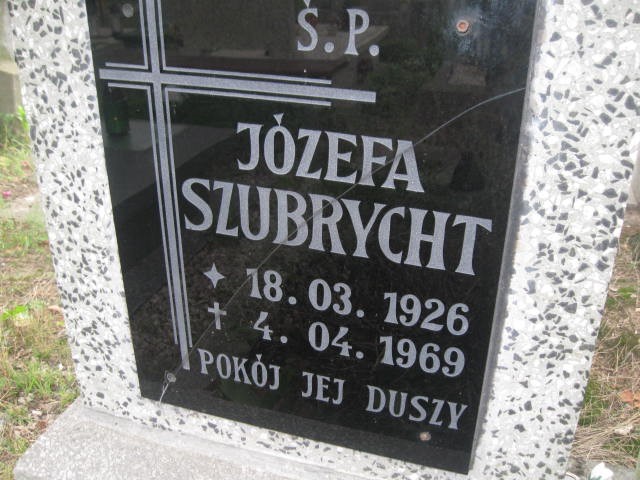 Ś.P.
JÓZEFA
SZUBRYCHT
18. 03. 1926
4. 04. 1969
POKÓJ JEJ DUSZY